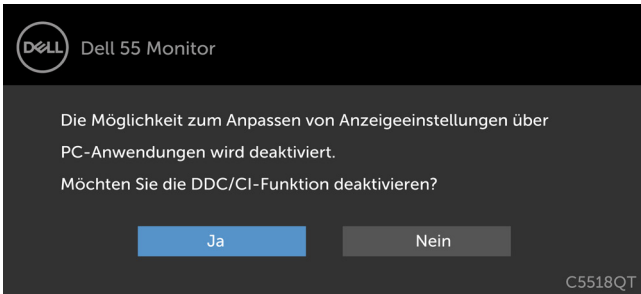 DELL
Dell 55 Monitor
Die Möglichkeit zum Anpassen von Anzeigeeinstellungen über
PC-Anwendungen wird deaktiviert.
Möchten Sie die DDC/CI-Funktion deaktivieren?
Ja
Nein
C5518QT